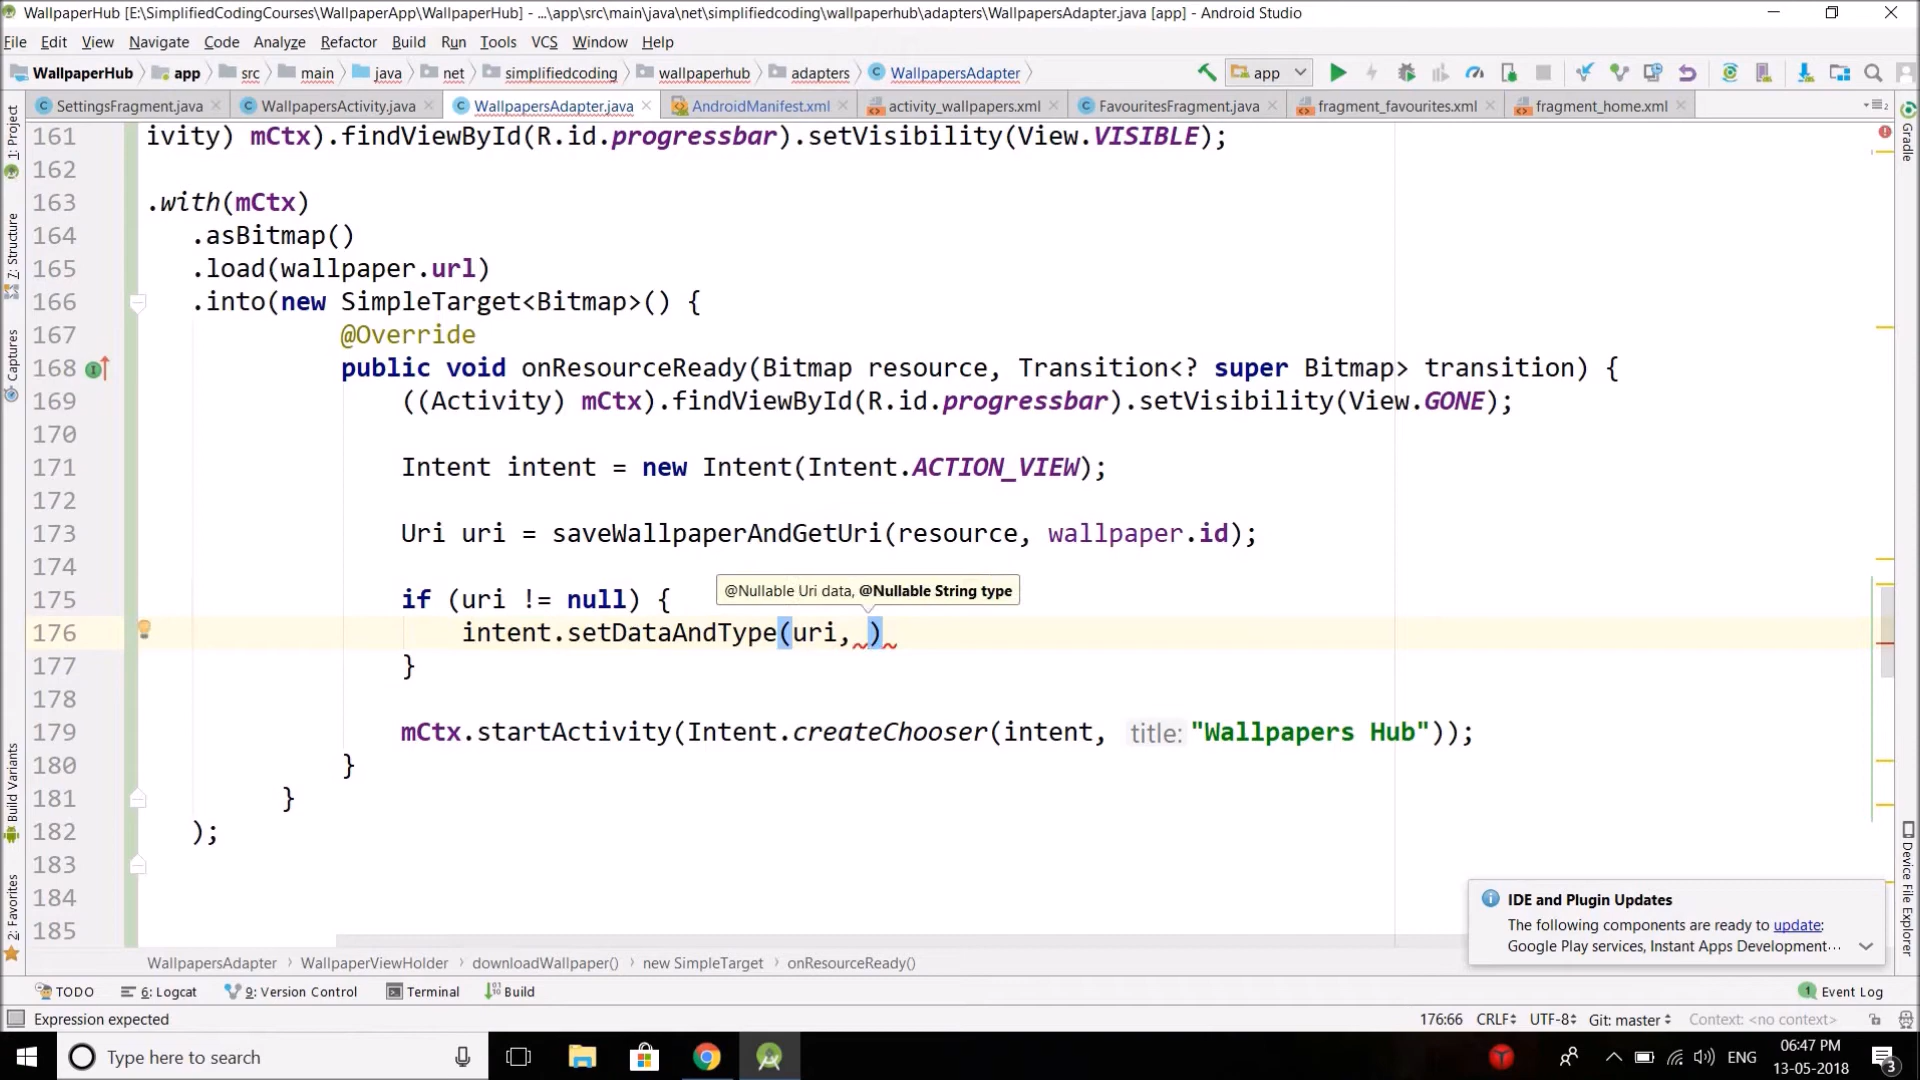 WallpaperHub [E:\SimplifiedCodingCourses\WallpaperApp\WallpaperHub] - ...\app\src\main\java\net\simplifiedcoding\wallpaperhub\adapters\WallpapersAdapter.java [app] - Android Studio
File Edit View Navigate Code Analyze Refactor Build Run Tools VCS Window Help
WallpaperHub app src main java net simplifiedcoding wallpaperhub adapters WallpapersAdapter app
SettingsFragment.java WallpapersActivity.java WallpapersAdapter.java AndroidManifest.xml activity_wallpapers.xml FavouritesFragment.java fragment_favourites.xml fragment_home.xml
1: Project
7: Structure
Captures
Build Variants
2: Favorites
Gradle
Device File Explorer
161 ivity) mCtx).findViewById(R.id.progressbar).setVisibility(View.VISIBLE);
162
163 .with(mCtx)
164 .asBitmap()
165 .load(wallpaper.url)
166 .into(new SimpleTarget<Bitmap>() {
167 @Override
168 public void onResourceReady(Bitmap resource, Transition<? super Bitmap> transition) {
169 ((Activity) mCtx).findViewById(R.id.progressbar).setVisibility(View.GONE);
170
171 Intent intent = new Intent(Intent.ACTION_VIEW);
172
173 Uri uri = saveWallpaperAndGetUri(resource, wallpaper.id);
174
@Nullable Uri data, @Nullable String type
175 if (uri != null) {
176 intent.setDataAndType(uri, )
177 }
178
179 mCtx.startActivity(Intent.createChooser(intent, title: "Wallpapers Hub"));
180 }
181 }
182 );
183
184
185
IDE and Plugin Updates
The following components are ready to update:
Google Play services, Instant Apps Development...
WallpapersAdapter WallpaperViewHolder downloadWallpaper() new SimpleTarget onResourceReady()
TODO 6: Logcat 9: Version Control Terminal Build 1 Event Log
Expression expected 176:66 CRLF UTF-8 Git: master Context: <no context>
Type here to search ENG 06:47 PM
13-05-2018 3